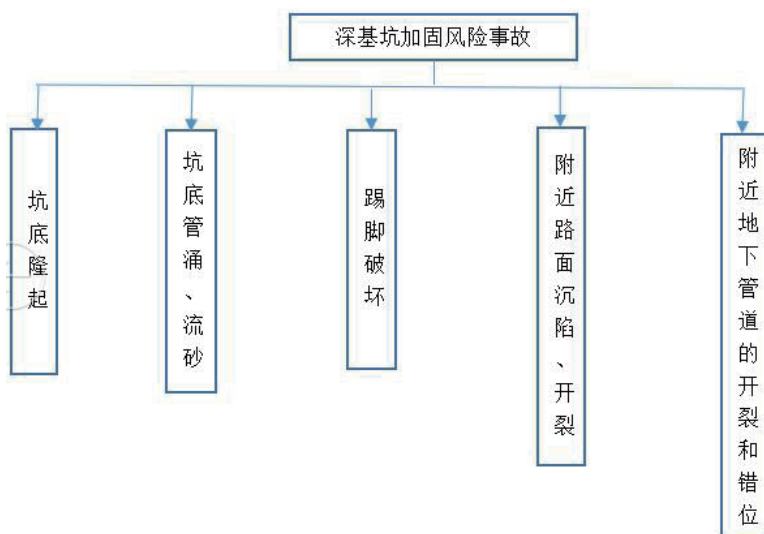 深基坑加固风险事故
坑底隆起
坑底管涌、流砂
踢脚破坏
附近路面沉陷、开裂
附近地下管道的开裂和错位